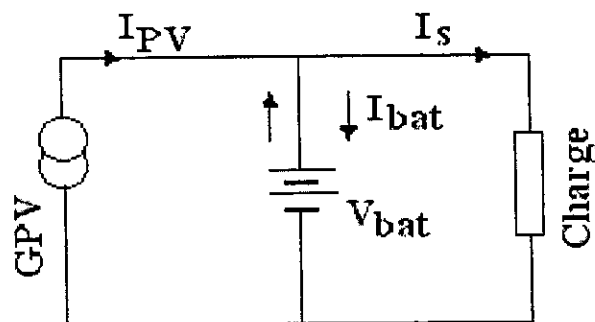 I_PV
I_s
I_bat
V_bat
GPV
Charge